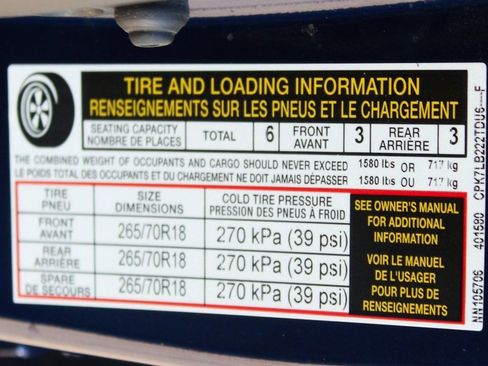 TIRE AND LOADING INFORMATION
RENSEIGNEMENTS SUR LES PNEUS ET LE CHARGEMENT
SEATING CAPACITY TOTAL 6 FRONT 3 REAR 3
NOMBRE DE PLACES AVANT ARRIÈRE
THE COMBINED WEIGHT OF OCCUPANTS AND CARGO SHOULD NEVER EXCEED 1580 lbs OR 717 kg
LE POIDS TOTAL DES OCCUPANTS ET DU CHARGEMENT NE DOIT JAMAIS DÉPASSER 1580 lbs OU 717 kg
TIRE SIZE COLD TIRE PRESSURE
PNEU DIMENSIONS PRESSION DES PNEUS À FROID
FRONT
AVANT 265/70R18 270 kPa (39 psi)
REAR
ARRIÈRE 265/70R18 270 kPa (39 psi)
SPARE
DE SECOURS 265/70R18 270 kPa (39 psi)
SEE OWNER'S MANUAL
FOR ADDITIONAL
INFORMATION
VOIR LE MANUEL
DE L'USAGER
POUR PLUS DE
RENSEIGNEMENTS
NN105706 401580